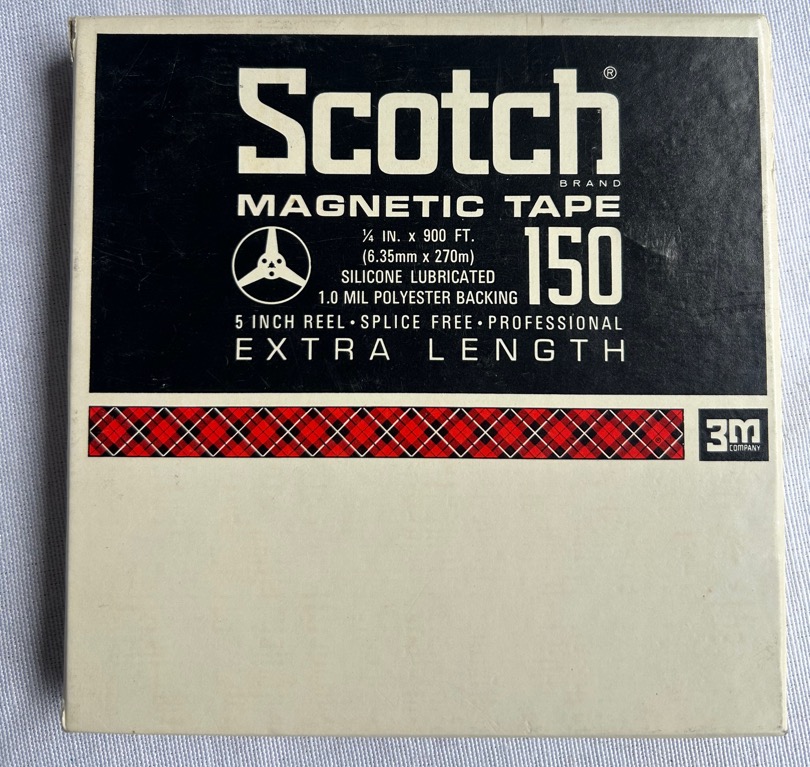 Scotch®
BRAND
MAGNETIC TAPE
¼ IN. x 900 FT.
(6.35mm x 270m)
SILICONE LUBRICATED
1.0 MIL POLYESTER BACKING
150
5 INCH REEL • SPLICE FREE • PROFESSIONAL
EXTRA LENGTH
3M
COMPANY